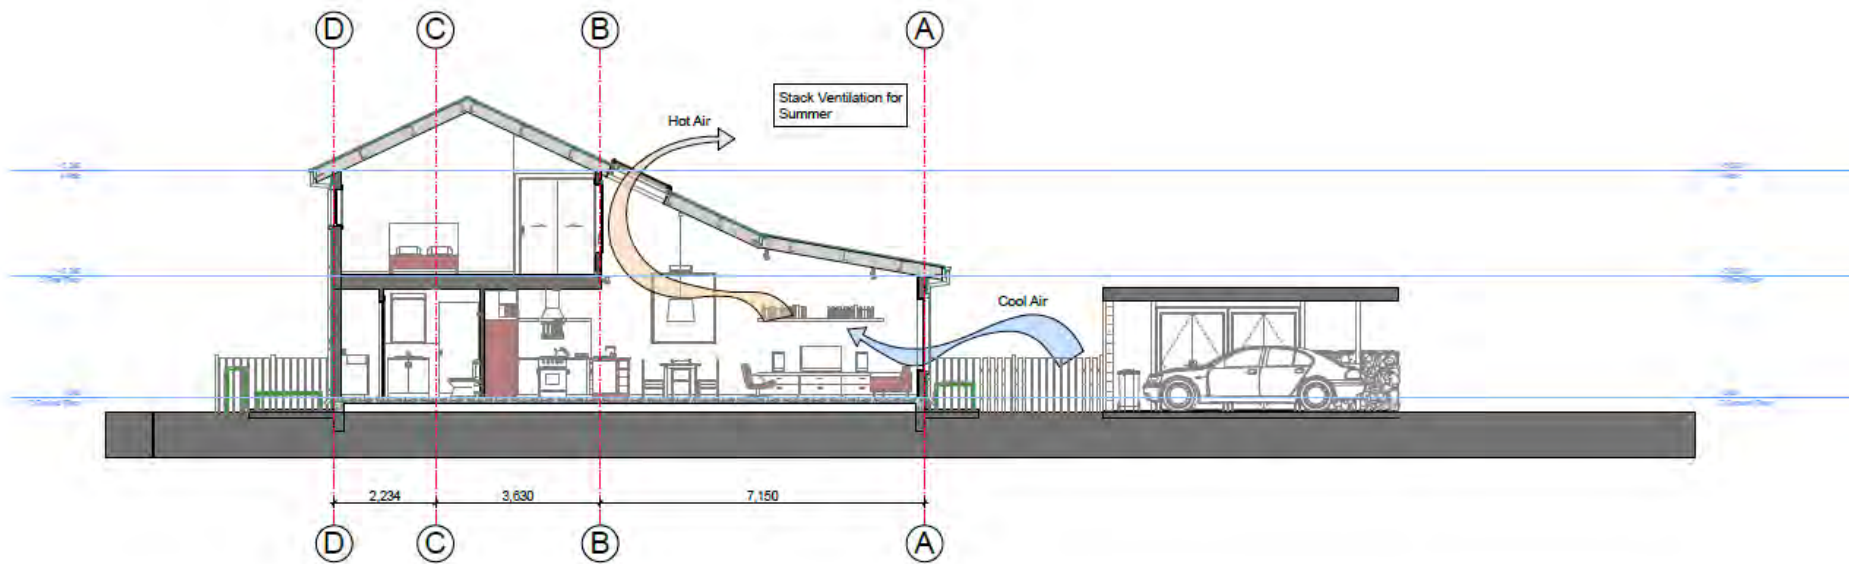 D
C
B
A
Stack Ventilation for
Summer
Hot Air
Cool Air
2,234
3,630
7,150
D
C
B
A